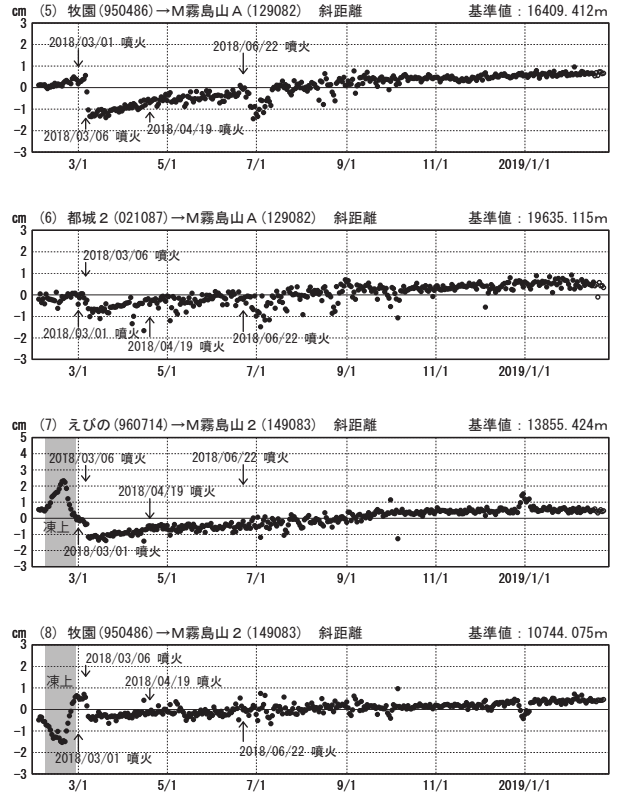 cm (5) 牧園(950486)→M霧島山A(129082) 斜距離 基準値：16409.412m
3
2018/03/01 噴火
2018/06/22 噴火
2
1
0
-1
2018/04/19 噴火
-2
2018/03/06 噴火
-3
3/1 5/1 7/1 9/1 11/1 2019/1/1
cm (6) 都城2(021087)→M霧島山A(129082) 斜距離 基準値：19635.115m
3
2
2018/03/06 噴火
1
0
-1
2018/03/01 噴火
2018/06/22 噴火
-2
2018/04/19 噴火
-3
3/1 5/1 7/1 9/1 11/1 2019/1/1
cm (7) えびの(960714)→M霧島山2(149083) 斜距離 基準値：13855.424m
5
4
2018/03/06 噴火
2018/06/22 噴火
3
2
2018/04/19 噴火
1
0
凍上
-1
-2
2018/03/01 噴火
-3
3/1 5/1 7/1 9/1 11/1 2019/1/1
cm (8) 牧園(950486)→M霧島山2(149083) 斜距離 基準値：10744.075m
3
2018/03/06 噴火
2
凍上
2018/04/19 噴火
1
0
-1
-2
2018/06/22 噴火
2018/03/01 噴火
-3
3/1 5/1 7/1 9/1 11/1 2019/1/1